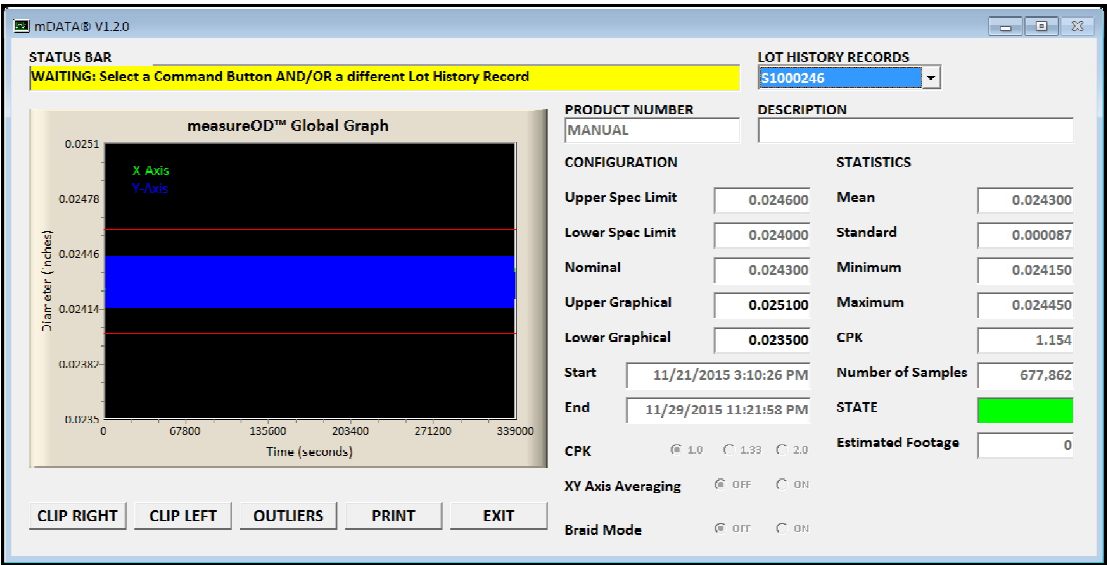 mDATA® V1.2.0
STATUS BAR
WAITING: Select a Command Button AND/OR a different Lot History Record
LOT HISTORY RECORDS
S1000246
PRODUCT NUMBER
MANUAL
DESCRIPTION
measureOD™ Global Graph
X Axis
Y-Axis
0.0251
0.02478
0.02446
0.02414
0.02382
0.0235
Diameter (inches)
0 67800 135600 203400 271200 339000
Time (seconds)
CONFIGURATION
Upper Spec Limit 0.024600
Lower Spec Limit 0.024000
Nominal 0.024300
Upper Graphical 0.025100
Lower Graphical 0.023500
Start 11/21/2015 3:10:26 PM
End 11/29/2015 11:21:58 PM
CPK 1.0 1.33 2.0
XY Axis Averaging OFF ON
Braid Mode OFF ON
STATISTICS
Mean 0.024300
Standard 0.000087
Minimum 0.024150
Maximum 0.024450
CPK 1.154
Number of Samples 677,862
STATE
Estimated Footage 0
CLIP RIGHT CLIP LEFT OUTLIERS PRINT EXIT